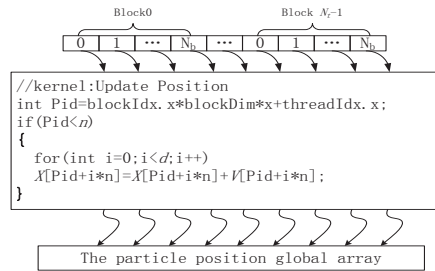 Block0 Block Nt-1
0 1 ⋯ Nb ⋯ 0 1 ⋯ Nb
//kernel:Update Position
int Pid=blockIdx.x*blockDim*x+threadIdx.x;
if(Pid<n)
{
for(int i=0;i<d;i++)
X[Pid+i*n]=X[Pid+i*n]+V[Pid+i*n];
}
The particle position global array